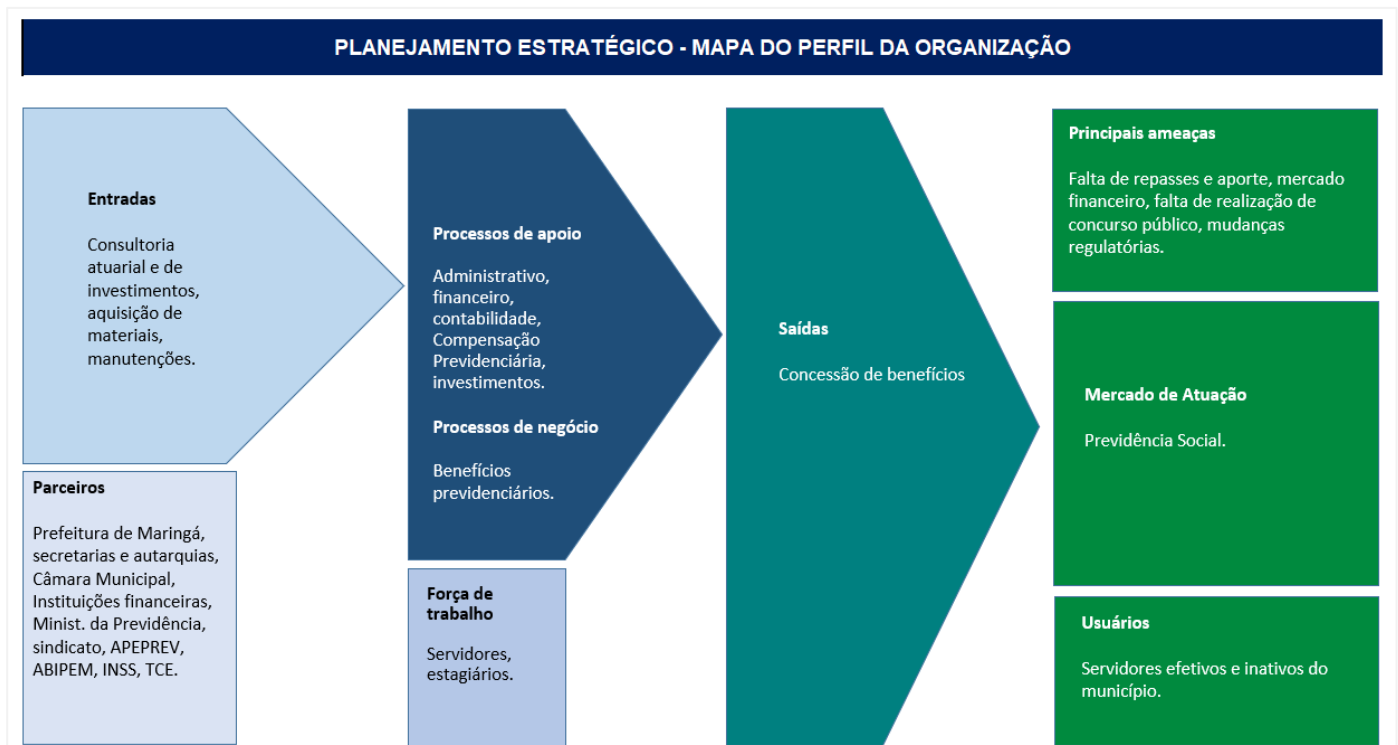 PLANEJAMENTO ESTRATÉGICO - MAPA DO PERFIL DA ORGANIZAÇÃO
Entradas
Consultoria
atuarial e de
investimentos,
aquisição de
materiais,
manutenções.
Parceiros
Prefeitura de Maringá,
secretarias e autarquias,
Câmara Municipal,
Instituições financeiras,
Minist. da Previdência,
sindicato, APEPREV,
ABIPEM, INSS, TCE.
Processos de apoio
Administrativo,
financeiro,
contabilidade,
Compensação
Previdenciária,
investimentos.
Processos de negócio
Benefícios
previdenciários.
Força de
trabalho
Servidores,
estagiários.
Saídas
Concessão de benefícios
Principais ameaças
Falta de repasses e aporte, mercado
financeiro, falta de realização de
concurso público, mudanças
regulatórias.
Mercado de Atuação
Previdência Social.
Usuários
Servidores efetivos e inativos do
município.